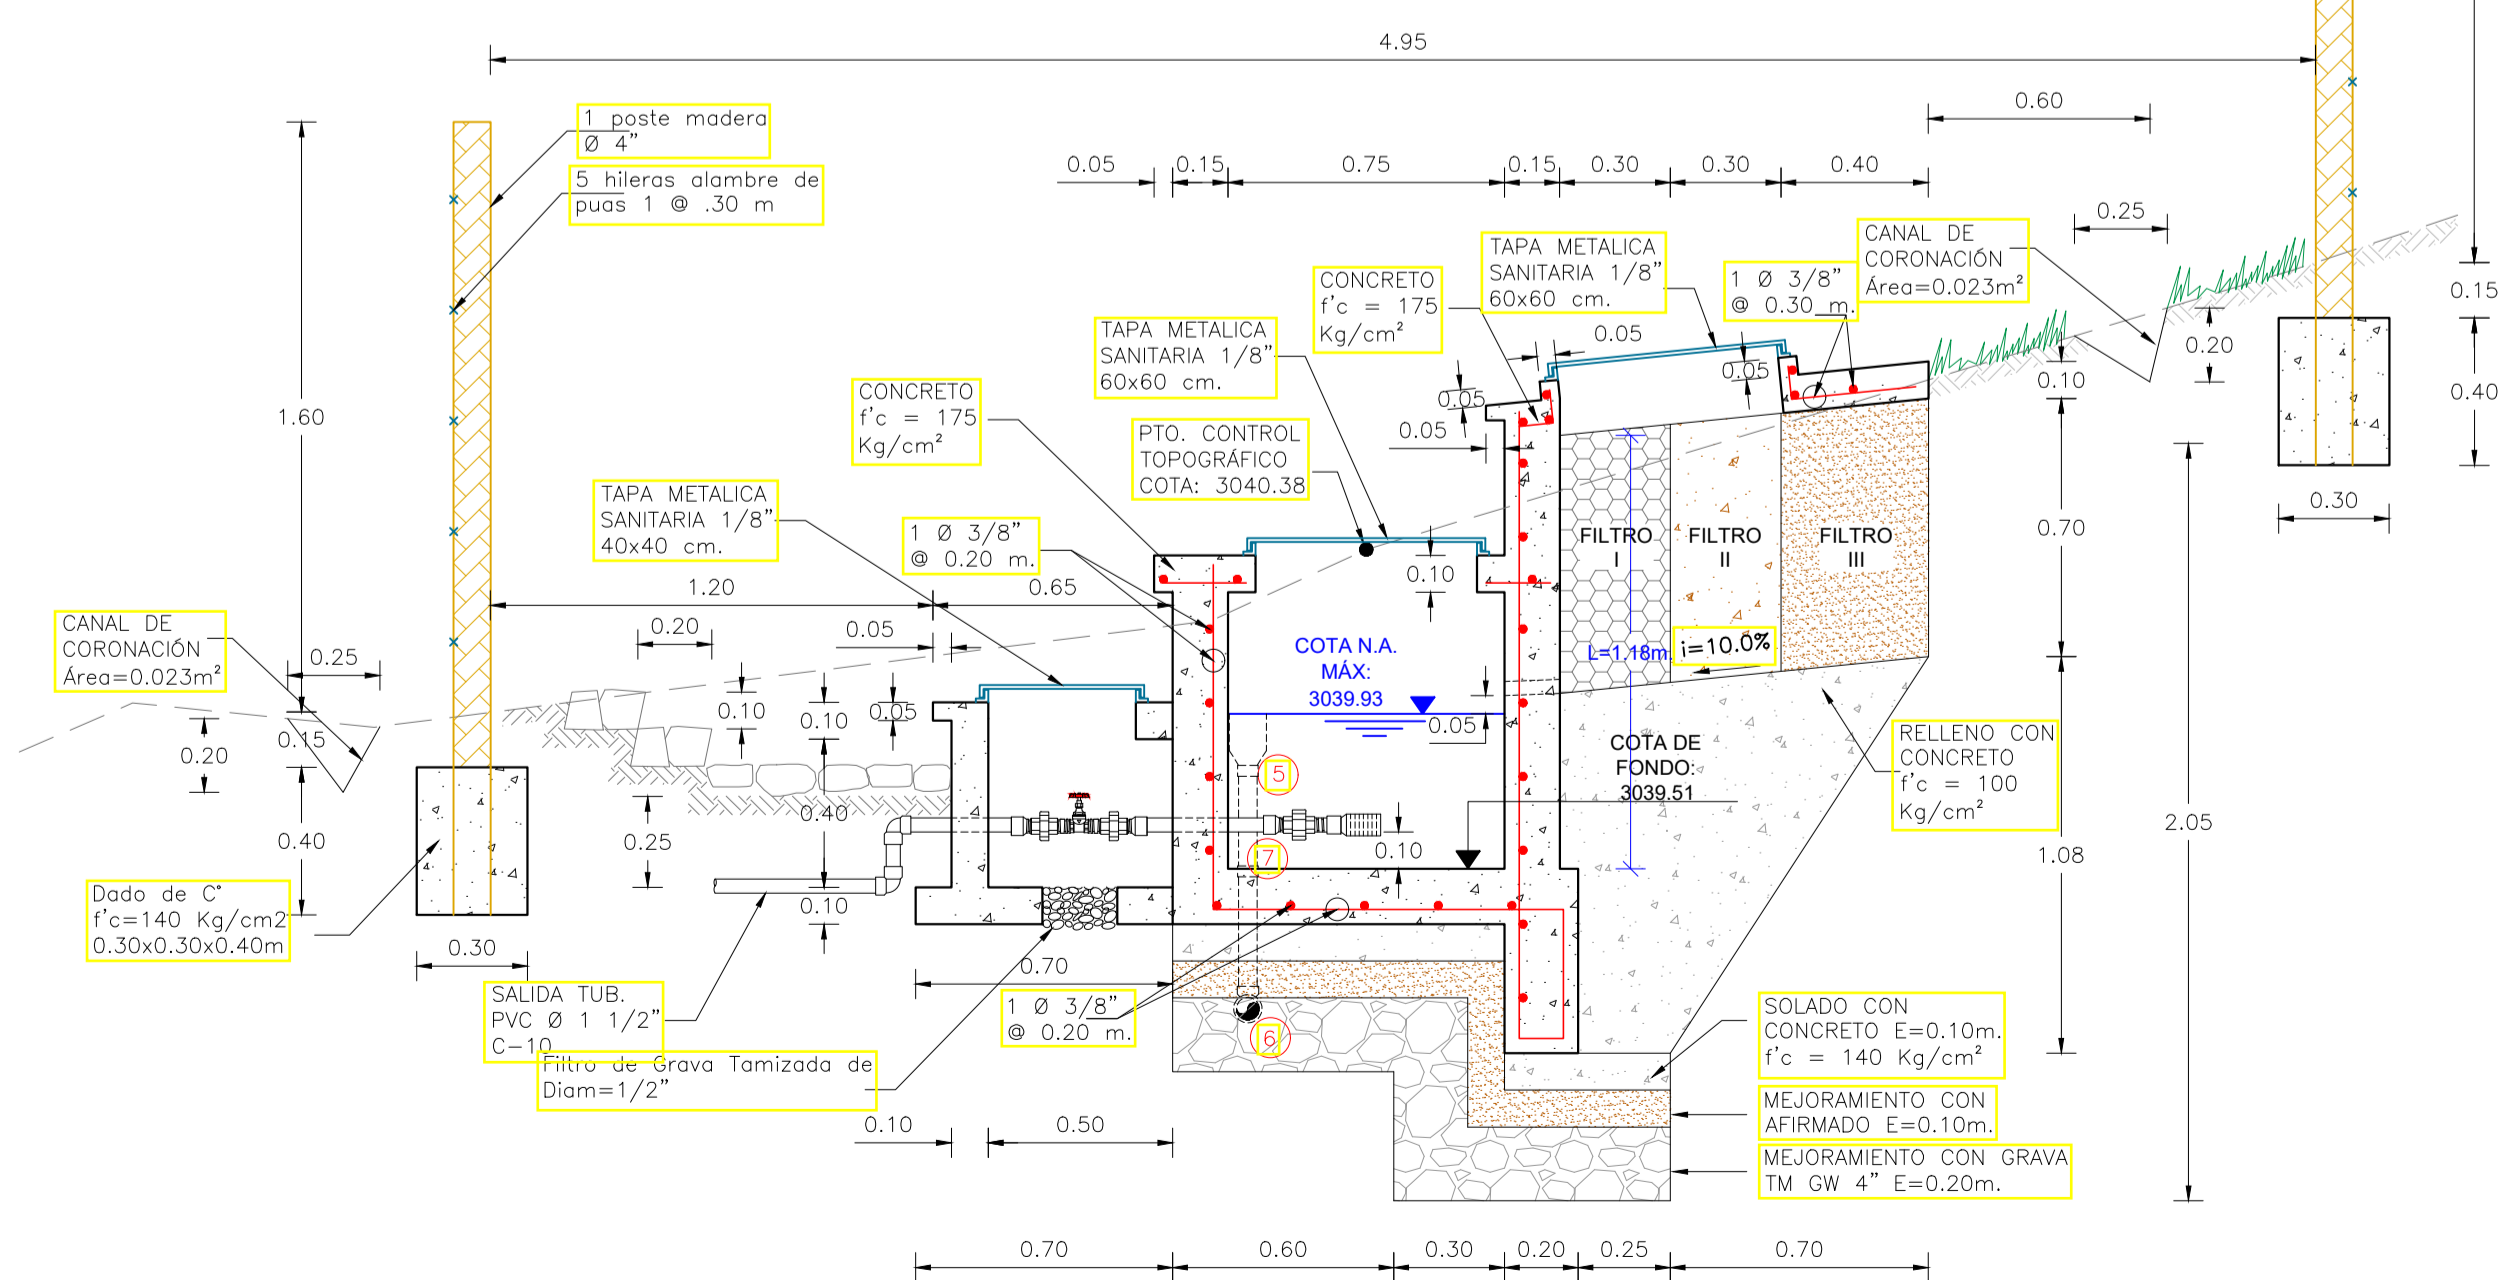 4.95
0.60
1 poste madera
Ø 4"
5 hileras alambre de
puas 1 @ .30 m
0.05
0.15
0.75
0.15
0.30
0.30
0.40
0.25
CANAL DE
CORONACIÓN
Área=0.023m²
TAPA METALICA
SANITARIA 1/8"
60x60 cm.
1 Ø 3/8"
@ 0.30 m.
CONCRETO
f'c = 175
Kg/cm²
0.05
0.15
0.20
0.10
0.40
TAPA METALICA
SANITARIA 1/8"
60x60 cm.
0.05
0.05
CONCRETO
f'c = 175
Kg/cm²
1.60
0.05
PTO. CONTROL
TOPOGRÁFICO
COTA: 3040.38
TAPA METALICA
SANITARIA 1/8"
40x40 cm.
0.30
1 Ø 3/8"
@ 0.20 m.
FILTRO
I
FILTRO
II
FILTRO
III
0.70
0.10
1.20
0.65
CANAL DE
CORONACIÓN
Área=0.023m²
0.20
0.05
0.25
COTA N.A.
MÁX:
3039.93
L=1.18m.
i=10.0%
0.10
0.10
0.05
0.15
0.20
0.05
COTA DE
FONDO:
3039.51
RELLENO CON
CONCRETO
f'c = 100
Kg/cm²
5
0.40
0.25
0.40
2.05
0.10
7
1.08
Dado de C°
f'c=140 Kg/cm2
0.30x0.30x0.40m
0.10
0.30
0.70
SALIDA TUB.
PVC Ø 1 1/2"
C-10
1 Ø 3/8"
@ 0.20 m.
6
SOLADO CON
CONCRETO E=0.10m.
f'c = 140 Kg/cm²
Filtro de Grava Tamizada de
Diam=1/2"
MEJORAMIENTO CON
AFIRMADO E=0.10m.
0.10
0.50
MEJORAMIENTO CON GRAVA
TM GW 4" E=0.20m.
0.70
0.60
0.30
0.20
0.25
0.70